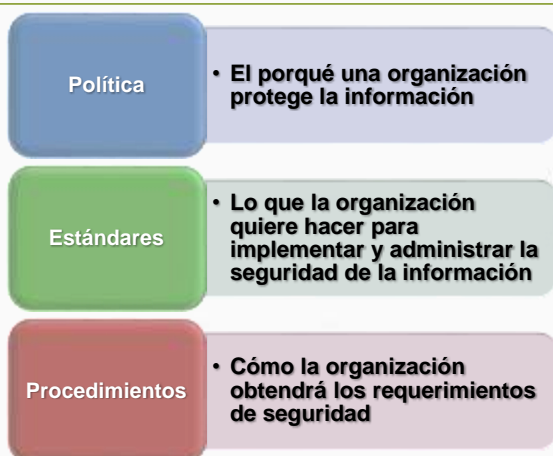 Política
• El porqué una organización
protege la información
Estándares
• Lo que la organización
quiere hacer para
implementar y administrar la
seguridad de la información
Procedimientos
• Cómo la organización
obtendrá los requerimientos
de seguridad